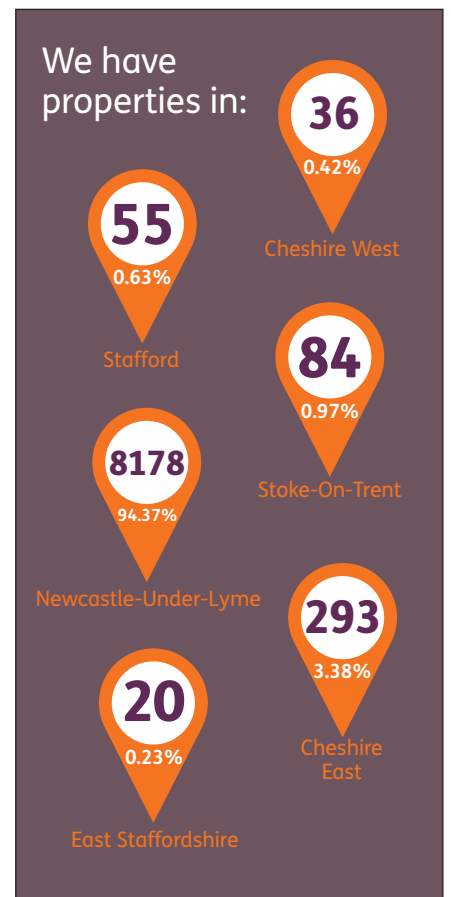 We have
properties in:
36
0.42%
Cheshire West
55
0.63%
Stafford
84
0.97%
Stoke-On-Trent
8178
94.37%
Newcastle-Under-Lyme
293
3.38%
Cheshire
East
20
0.23%
East Staffordshire